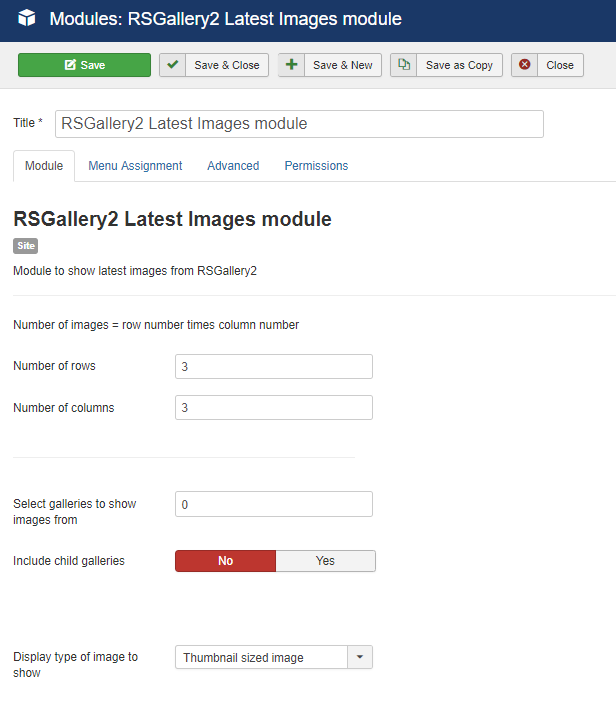 Modules: RSGallery2 Latest Images module
Save
Save & Close
Save & New
Save as Copy
Close
Title *
RSGallery2 Latest Images module
Module
Menu Assignment
Advanced
Permissions
RSGallery2 Latest Images module
Site
Module to show latest images from RSGallery2
Number of images = row number times column number
Number of rows
3
Number of columns
3
Select galleries to show
images from
0
Include child galleries
No
Yes
Display type of image to
show
Thumbnail sized image